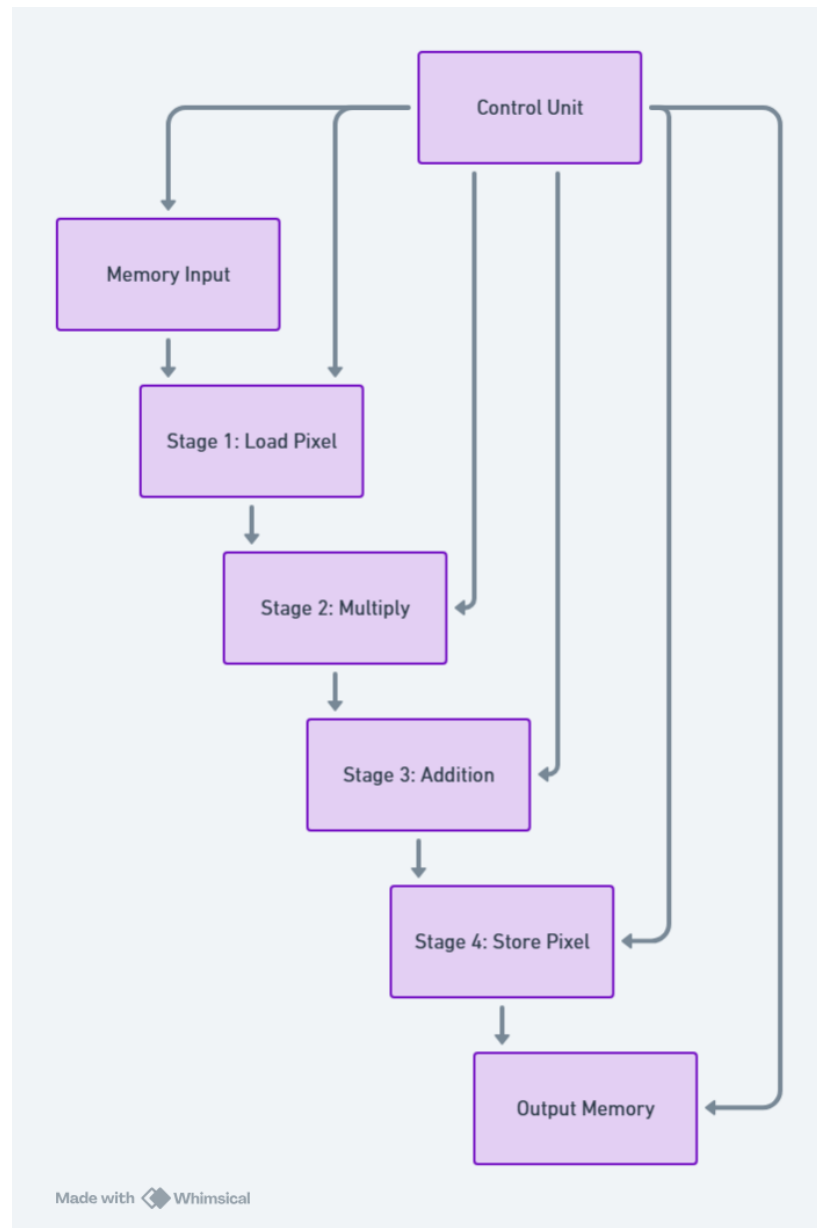 Control Unit
Memory Input
Stage 1: Load Pixel
Stage 2: Multiply
Stage 3: Addition
Stage 4: Store Pixel
Output Memory
Made with Whimsical